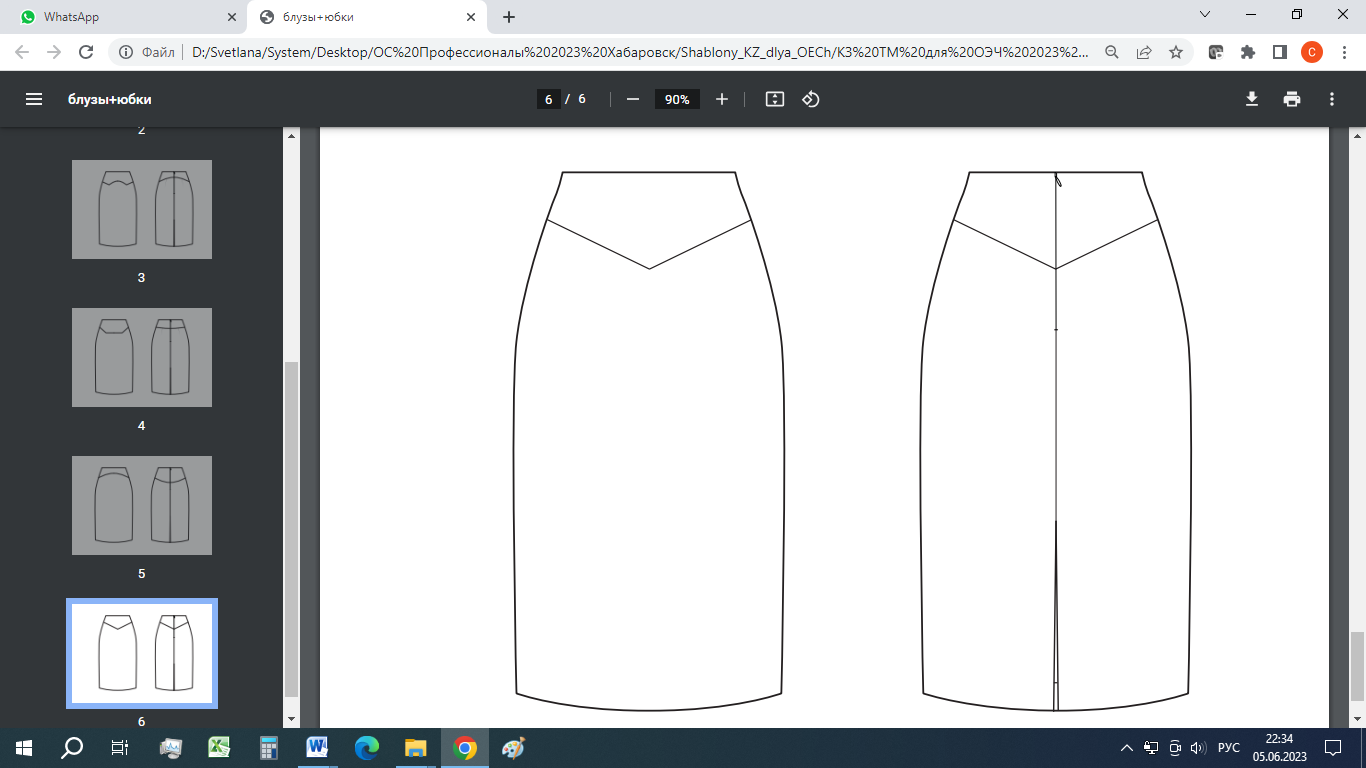 WhatsApp
блузы+юбки
Файл
D:/Svetlana/System/Desktop/ОС%20Профессионалы%202023%20Хабаровск/Shablony_KZ_dlya_OECh/КЗ%20ТМ%20для%20ОЭЧ%202023%2...
С
блузы+юбки
6 / 6
90%
2
3
4
5
6
РУС
22:34
05.06.2023